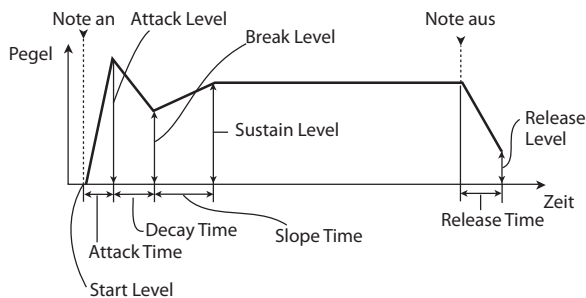 Note an
Attack Level
Note aus
Pegel
Break Level
Sustain Level
Release
Level
Zeit
Decay Time
Slope Time
Release Time
Attack Time
Start Level